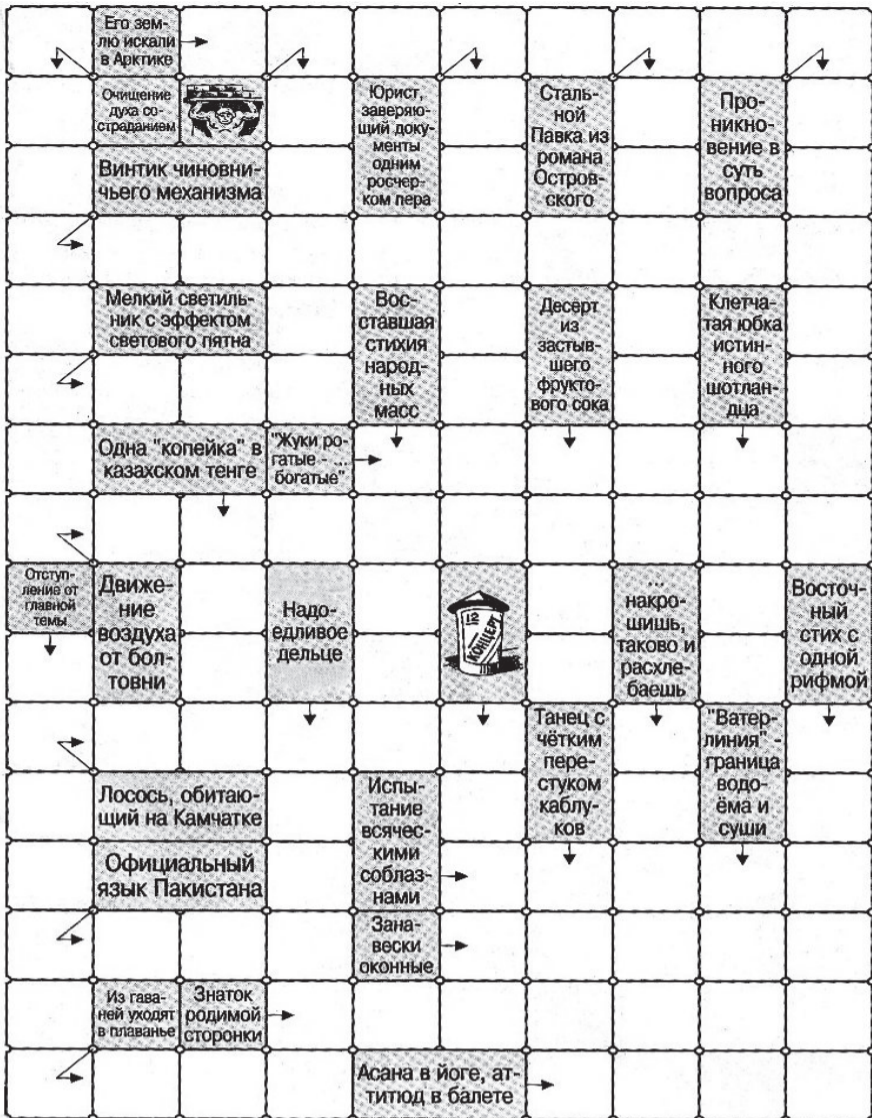 Его зем-
лю искали
в Арктике
Очищение
духа со-
страданием
Юрист,
заверяю-
щий доку-
менты
одним
росчер-
ком пера
Сталь-
ной
Павка из
романа
Остров-
ского
Про-
никно-
вение в
суть
вопроса
Винтик чиновни-
чьего механизма
Мелкий светиль-
ник с эффектом
светового пятна
Вос-
ставшая
стихия
народ-
ных
масс
Десерт
из
застыв-
шего
фрукто-
вого сока
Клетча-
тая юбка
истин-
ного
шотлан-
дца
Одна "копейка" в
казахском тенге
"Жуки ро-
гатые - ...
богатые"
Отступ-
ление от
главной
темы
Движе-
ние
воздуха
от бол-
товни
Надо-
едливое
дельце
12
КОНЦЕРТ
...
накро-
шишь,
таково и
расхле-
баешь
Восточ-
ный
стих с
одной
рифмой
Танец с
чётким
пере-
стуком
каблу-
ков
"Ватер-
линия" -
граница
водо-
ёма и
суши
Лосось, обитаю-
щий на Камчатке
Испы-
тание
всячес-
кими
соблаз-
нами
Официальный
язык Пакистана
Зана-
вески
оконные
Из гава-
ней уходят
в плаванье
Знаток
родимой
сторонки
Асана в йоге, ат-
титюд в балете